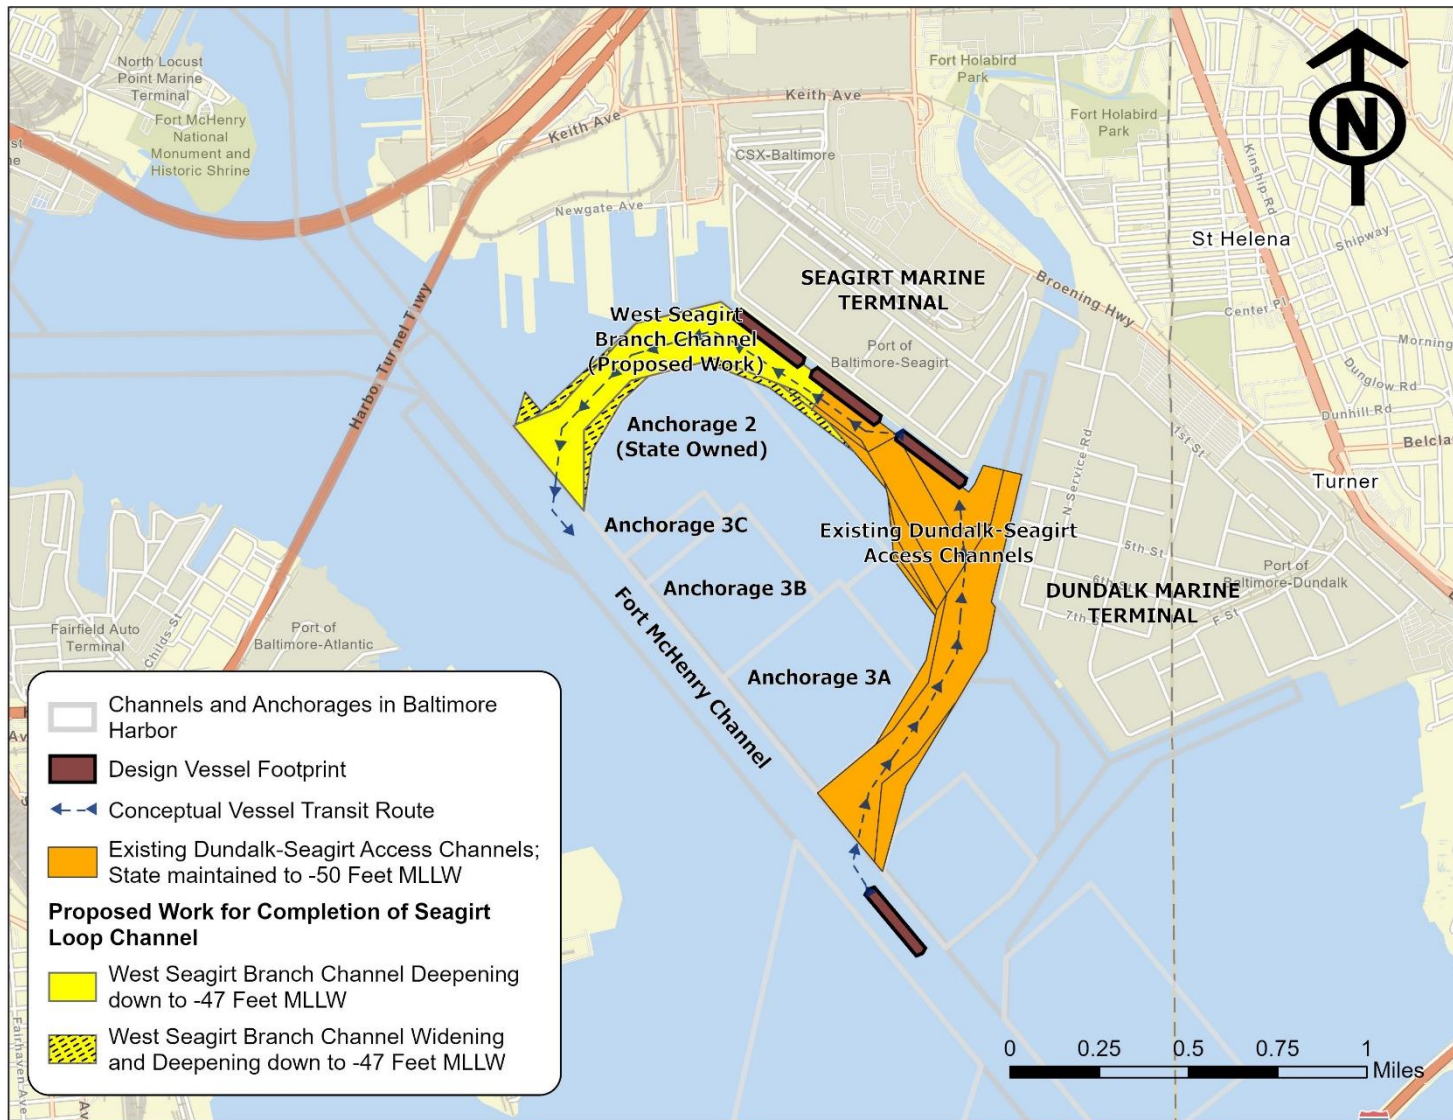 North Locust
Point Marine
Terminal
Fort McHenry
National
Monument and
Historic Shrine
Keith Ave
Keith Ave
Fort Holabird
Park
Fort Holabird
Park
N
CSX-Baltimore
Kinship Rd
Newgate Ave
St Helena
Shipway
SEAGIRT MARINE
TERMINAL
Broening Hwy
Center Pl
Harbor Tunnel Trwy
West Seagirt
Branch Channel
(Proposed Work)
Port of
Baltimore-Seagirt
Morning
Dunglow Rd
Dunhill Rd
Belclas
Anchorage 2
(State Owned)
N Service Rd
1st St
Turner
Anchorage 3C
Existing Dundalk-Seagirt
Access Channels
5th St
6th St
7th St
F St
Port of
Baltimore-Dundalk
Anchorage 3B
DUNDALK MARINE
TERMINAL
Fort McHenry Channel
Fairfield Auto
Terminal
Childs St
Port of
Baltimore-Atlantic
Anchorage 3A
Channels and Anchorages in Baltimore
Harbor
Design Vessel Footprint
Conceptual Vessel Transit Route
Existing Dundalk-Seagirt Access Channels;
State maintained to -50 Feet MLLW
Proposed Work for Completion of Seagirt
Loop Channel
West Seagirt Branch Channel Deepening
down to -47 Feet MLLW
West Seagirt Branch Channel Widening
and Deepening down to -47 Feet MLLW
Fairhaven Ave
0 0.25 0.5 0.75 1
Miles